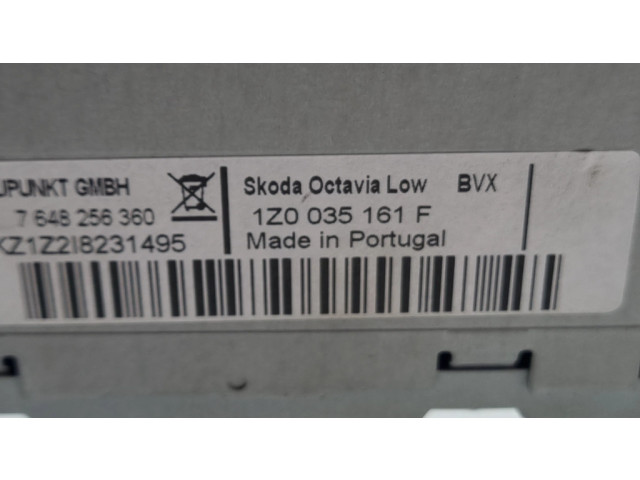 UPUNKT GMBH
7 648 256 360
KZ1Z2I8231495
Skoda Octavia Low BVX
1Z0 035 161 F
Made in Portugal